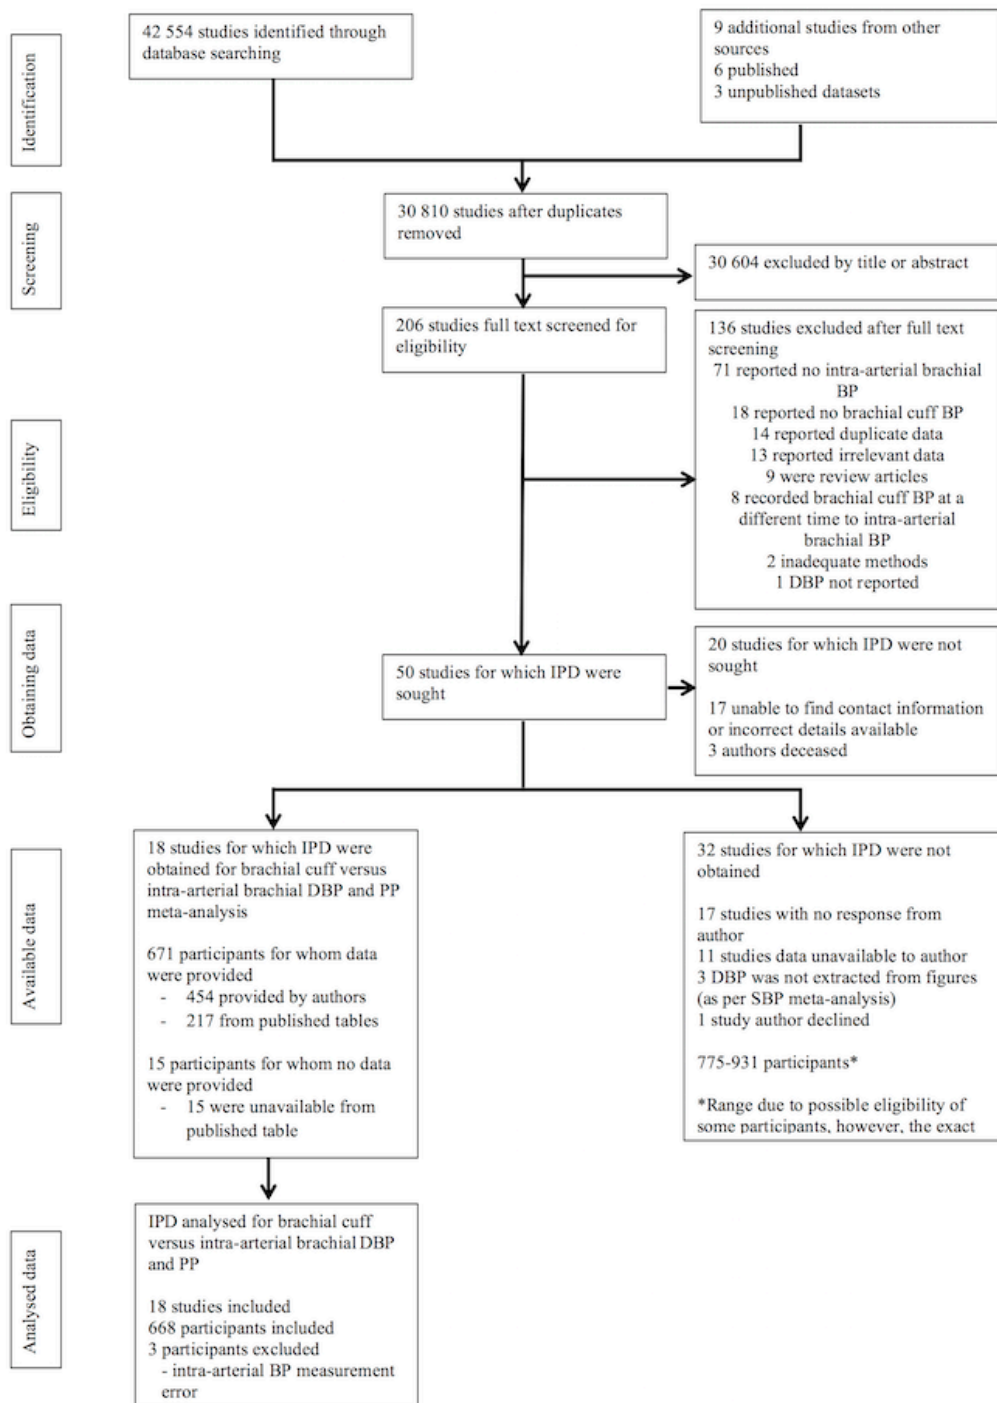 Identification
42 554 studies identified through
database searching
9 additional studies from other
sources
6 published
3 unpublished datasets
Screening
30 810 studies after duplicates
removed
30 604 excluded by title or abstract
206 studies full text screened for
eligibility
Eligibility
136 studies excluded after full text
screening
71 reported no intra-arterial brachial
BP
18 reported no brachial cuff BP
14 reported duplicate data
13 reported irrelevant data
9 were review articles
8 recorded brachial cuff BP at a
different time to intra-arterial
brachial BP
2 inadequate methods
1 DBP not reported
Obtaining data
50 studies for which IPD were
sought
20 studies for which IPD were not
sought
17 unable to find contact information
or incorrect details available
3 authors deceased
Available data
18 studies for which IPD were
obtained for brachial cuff versus
intra-arterial brachial DBP and PP
meta-analysis
671 participants for whom data
were provided
- 454 provided by authors
- 217 from published tables
15 participants for whom no data
were provided
- 15 were unavailable from
published table
32 studies for which IPD were not
obtained
17 studies with no response from
author
11 studies data unavailable to author
3 DBP was not extracted from figures
(as per SBP meta-analysis)
1 study author declined
775-931 participants*
*Range due to possible eligibility of
some participants, however, the exact
Analysed data
IPD analysed for brachial cuff
versus intra-arterial brachial DBP
and PP
18 studies included
668 participants included
3 participants excluded
- intra-arterial BP measurement
error